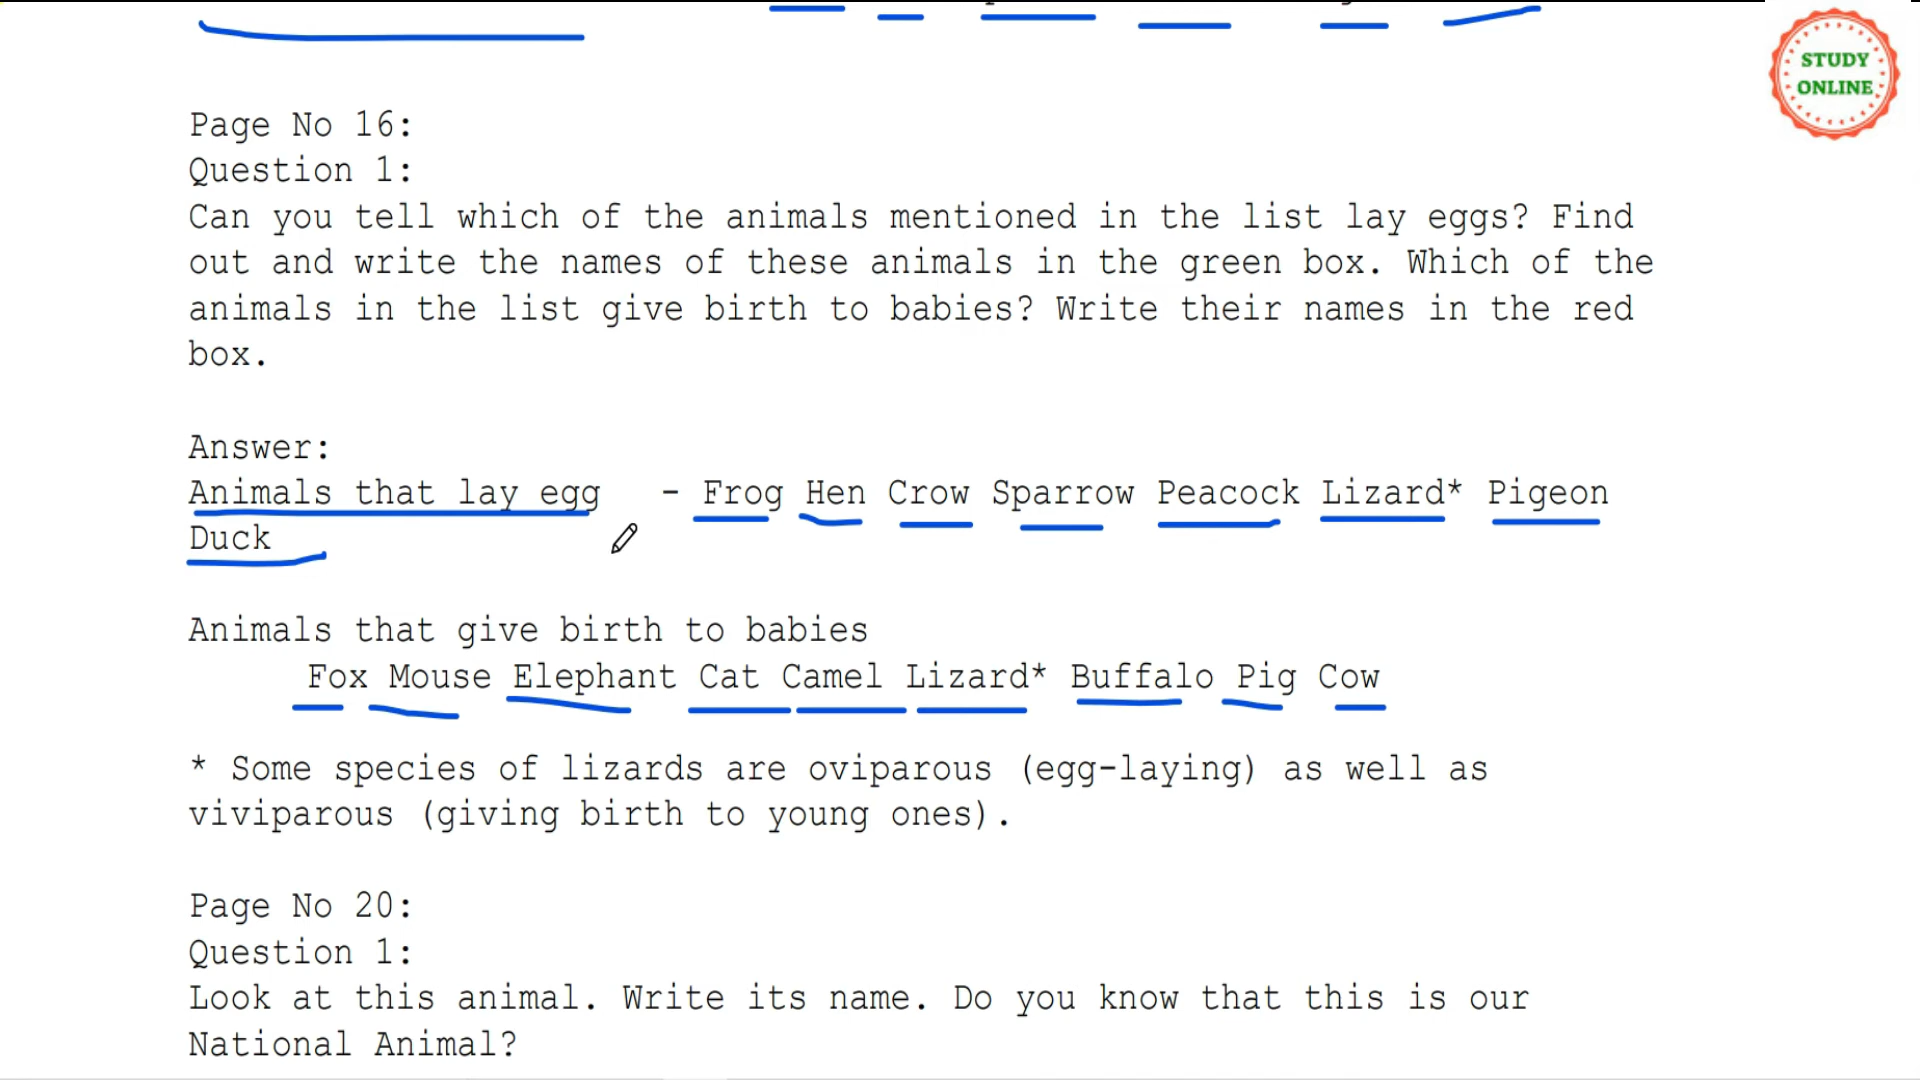 STUDY
ONLINE
Page No 16:
Question 1:
Can you tell which of the animals mentioned in the list lay eggs? Find
out and write the names of these animals in the green box. Which of the
animals in the list give birth to babies? Write their names in the red
box.
Answer:
Animals that lay egg - Frog Hen Crow Sparrow Peacock Lizard* Pigeon
Duck
Animals that give birth to babies
Fox Mouse Elephant Cat Camel Lizard* Buffalo Pig Cow
* Some species of lizards are oviparous (egg-laying) as well as
viviparous (giving birth to young ones).
Page No 20:
Question 1:
Look at this animal. Write its name. Do you know that this is our
National Animal?